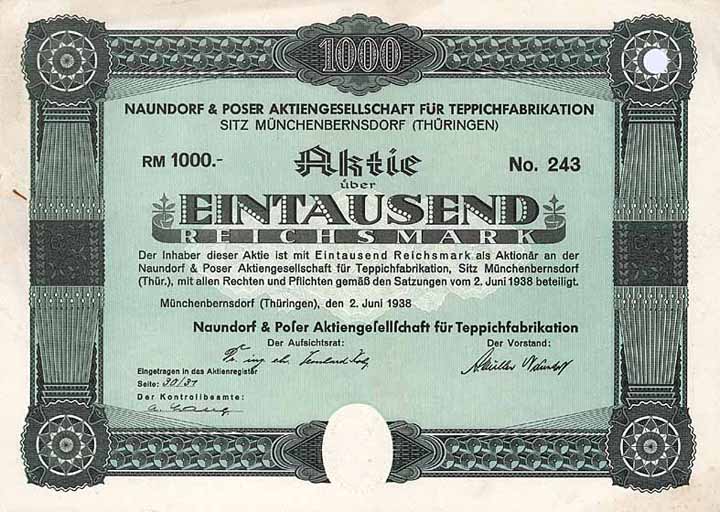 1000
NAUNDORF & POSER AKTIENGESELLSCHAFT FÜR TEPPICHFABRIKATION
SITZ MÜNCHENBERNSDORF (THÜRINGEN)
RM 1000.- Aktie No. 243
über
EINTAUSEND
REICHSMARK
Der Inhaber dieser Aktie ist mit Eintausend Reichsmark als Aktionär an der
Naundorf & Poser Aktiengesellschaft für Teppichfabrikation, Sitz Münchenbernsdorf
(Thür.), mit allen Rechten und Pflichten gemäß den Satzungen vom 2. Juni 1938 beteiligt.
Münchenbernsdorf (Thüringen), den 2. Juni 1938
Naundorf & Poſer Aktiengeſellſchaft für Teppichfabrikation
Der Aufsichtsrat: Der Vorstand:
Eingetragen in das Aktienregister
Seite: 30/31
Der Kontrollbeamte: